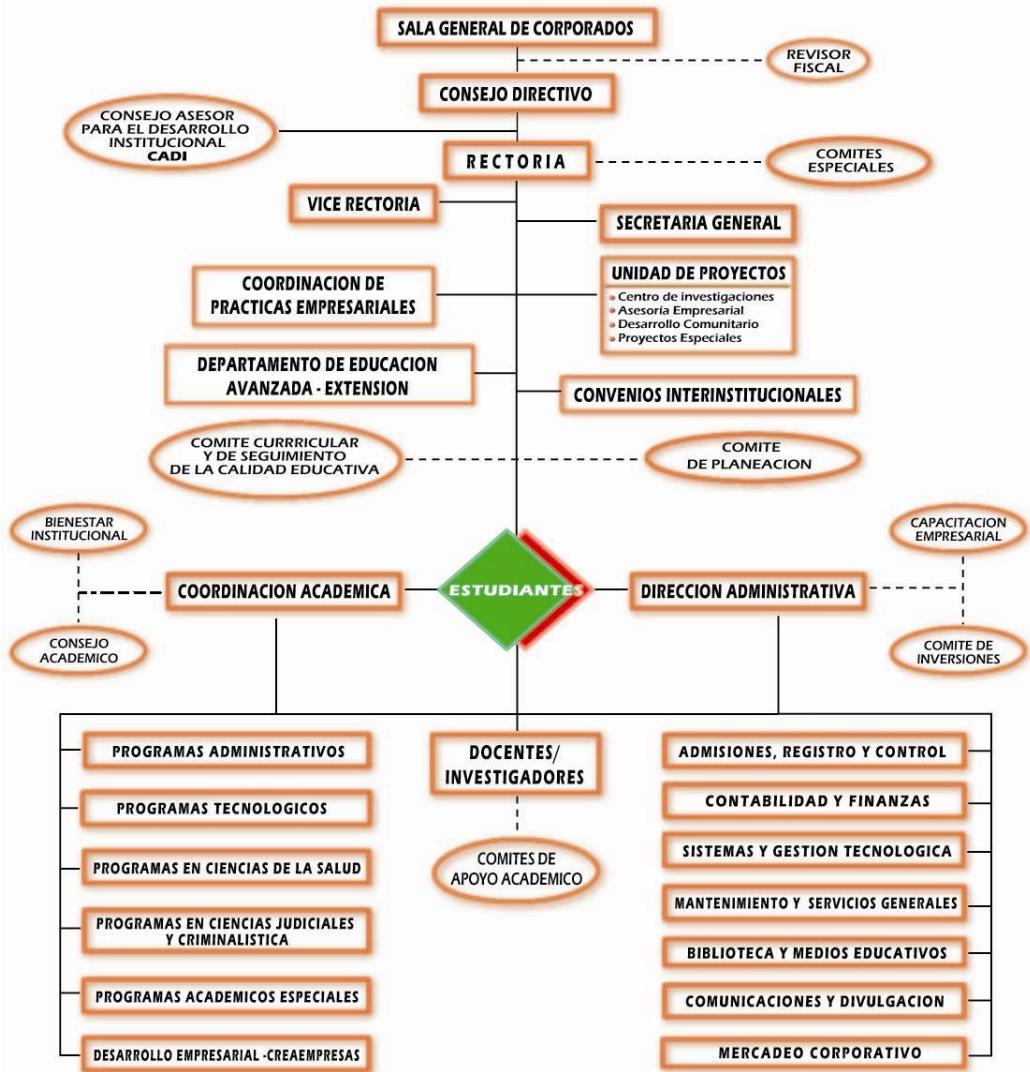 SALA GENERAL DE CORPORADOS
REVISOR
FISCAL
CONSEJO DIRECTIVO
CONSEJO ASESOR
PARA EL DESARROLLO
INSTITUCIONAL
CADI
RECTORIA
COMITES
ESPECIALES
VICE RECTORIA
SECRETARIA GENERAL
COORDINACION DE
PRACTICAS EMPRESARIALES
UNIDAD DE PROYECTOS
Centro de investigaciones
Asesoría Empresarial
Desarrollo Comunitario
Proyectos Especiales
DEPARTAMENTO DE EDUCACION
AVANZADA - EXTENSION
CONVENIOS INTERINSTITUCIONALES
COMITE CURRRICULAR
Y DE SEGUIMIENTO
DE LA CALIDAD EDUCATIVA
COMITE
DE PLANEACION
BIENESTAR
INSTITUCIONAL
CAPACITACION
EMPRESARIAL
COORDINACION ACADEMICA
ESTUDIANTES
DIRECCION ADMINISTRATIVA
CONSEJO
ACADEMICO
COMITE DE
INVERSIONES
PROGRAMAS ADMINISTRATIVOS
PROGRAMAS TECNOLOGICOS
PROGRAMAS EN CIENCIAS DE LA SALUD
PROGRAMAS EN CIENCIAS JUDICIALES
Y CRIMINALISTICA
PROGRAMAS ACADEMICOS ESPECIALES
DESARROLLO EMPRESARIAL -CREAEMPRESAS
DOCENTES/
INVESTIGADORES
COMITES DE
APOYO ACADEMICO
ADMISIONES, REGISTRO Y CONTROL
CONTABILIDAD Y FINANZAS
SISTEMAS Y GESTION TECNOLOGICA
MANTENIMIENTO Y SERVICIOS GENERALES
BIBLIOTECA Y MEDIOS EDUCATIVOS
COMUNICACIONES Y DIVULGACION
MERCADEO CORPORATIVO